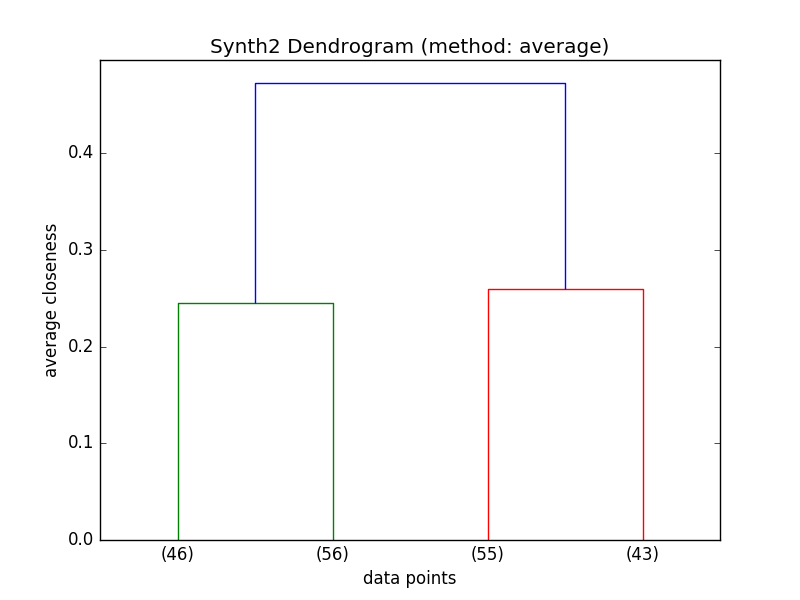 Synth2 Dendrogram (method: average)
average closeness
0.4
0.3
0.2
0.1
0.0
(46) (56) (55) (43)
data points